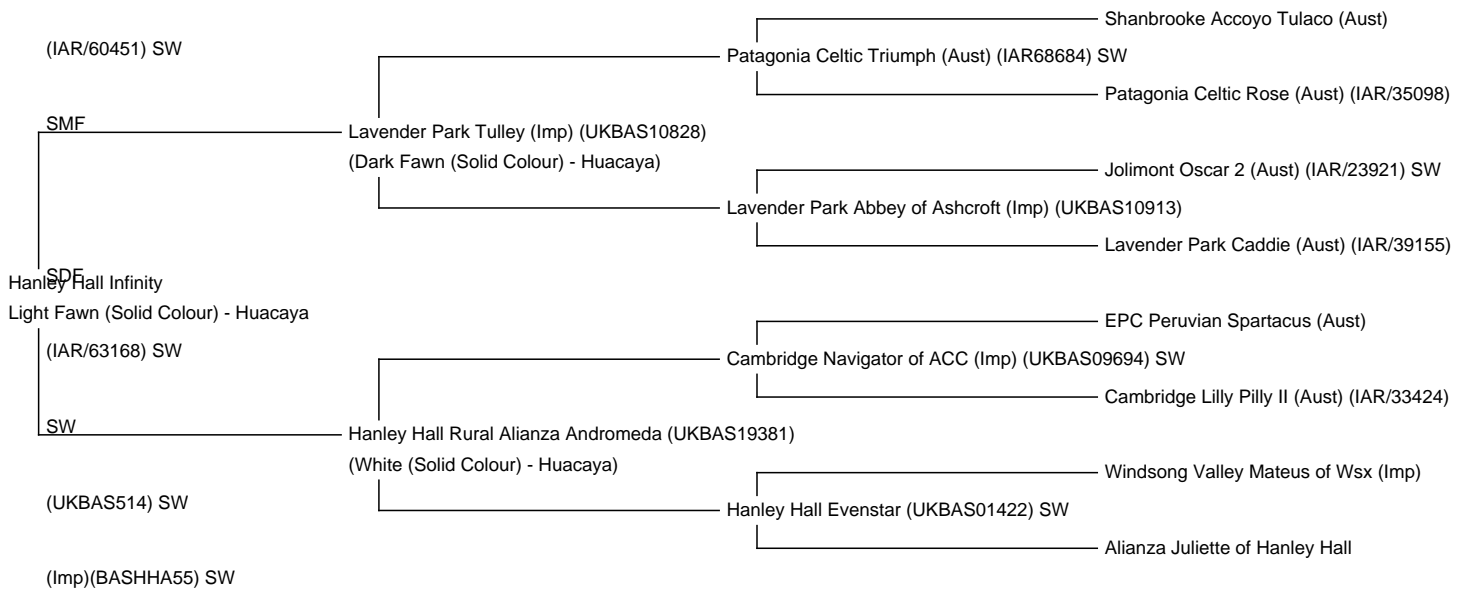 Shanbrooke Accoyo Tulaco (Aust)
(IAR/60451) SW
Patagonia Celtic Triumph (Aust) (IAR68684) SW
Patagonia Celtic Rose (Aust) (IAR/35098)
SMF
Lavender Park Tulley (Imp) (UKBAS10828)
(Dark Fawn (Solid Colour) - Huacaya)
Jolimont Oscar 2 (Aust) (IAR/23921) SW
Lavender Park Abbey of Ashcroft (Imp) (UKBAS10913)
Lavender Park Caddie (Aust) (IAR/39155)
SDF
Hanley Hall Infinity
Light Fawn (Solid Colour) - Huacaya
EPC Peruvian Spartacus (Aust)
(IAR/63168) SW
Cambridge Navigator of ACC (Imp) (UKBAS09694) SW
Cambridge Lilly Pilly II (Aust) (IAR/33424)
SW
Hanley Hall Rural Alianza Andromeda (UKBAS19381)
(White (Solid Colour) - Huacaya)
Windsong Valley Mateus of Wsx (Imp)
(UKBAS514) SW
Hanley Hall Evenstar (UKBAS01422) SW
Alianza Juliette of Hanley Hall
(Imp)(BASHHA55) SW